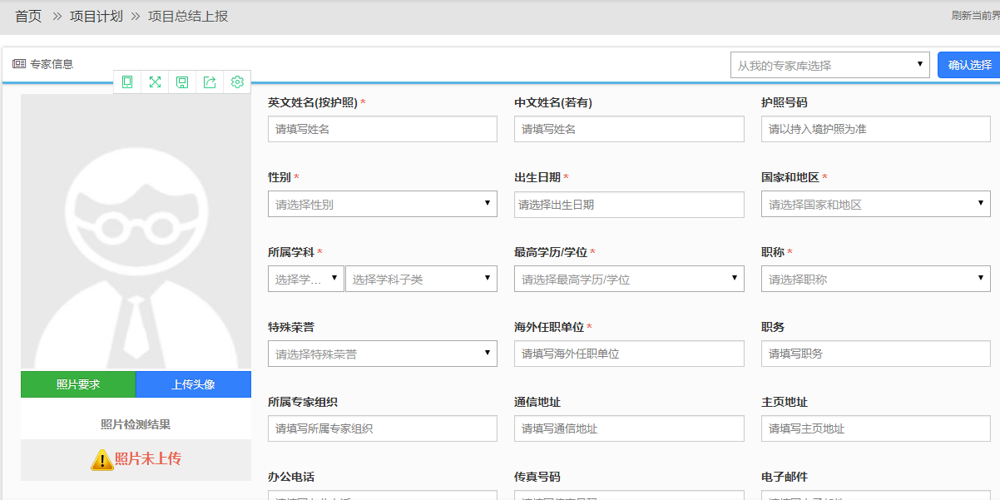 首页 » 项目计划 » 项目总结上报
刷新当前界
专家信息
从我的专家库选择
确认选择
英文姓名(按护照) *
中文姓名(若有)
护照号码
请填写姓名
请填写姓名
请以持入境护照为准
性别 *
出生日期 *
国家和地区 *
请选择性别
请选择出生日期
请选择国家和地区
所属学科 *
最高学历/学位 *
职称 *
选择学...
选择学科子类
请选择最高学历/学位
请选择职称
特殊荣誉
海外任职单位 *
职务
请选择特殊荣誉
请填写海外任职单位
请填写职务
照片要求
上传头像
所属专家组织
通信地址
主页地址
照片检测结果
请填写所属专家组织
请填写通信地址
请填写主页地址
照片未上传
办公电话
传真号码
电子邮件